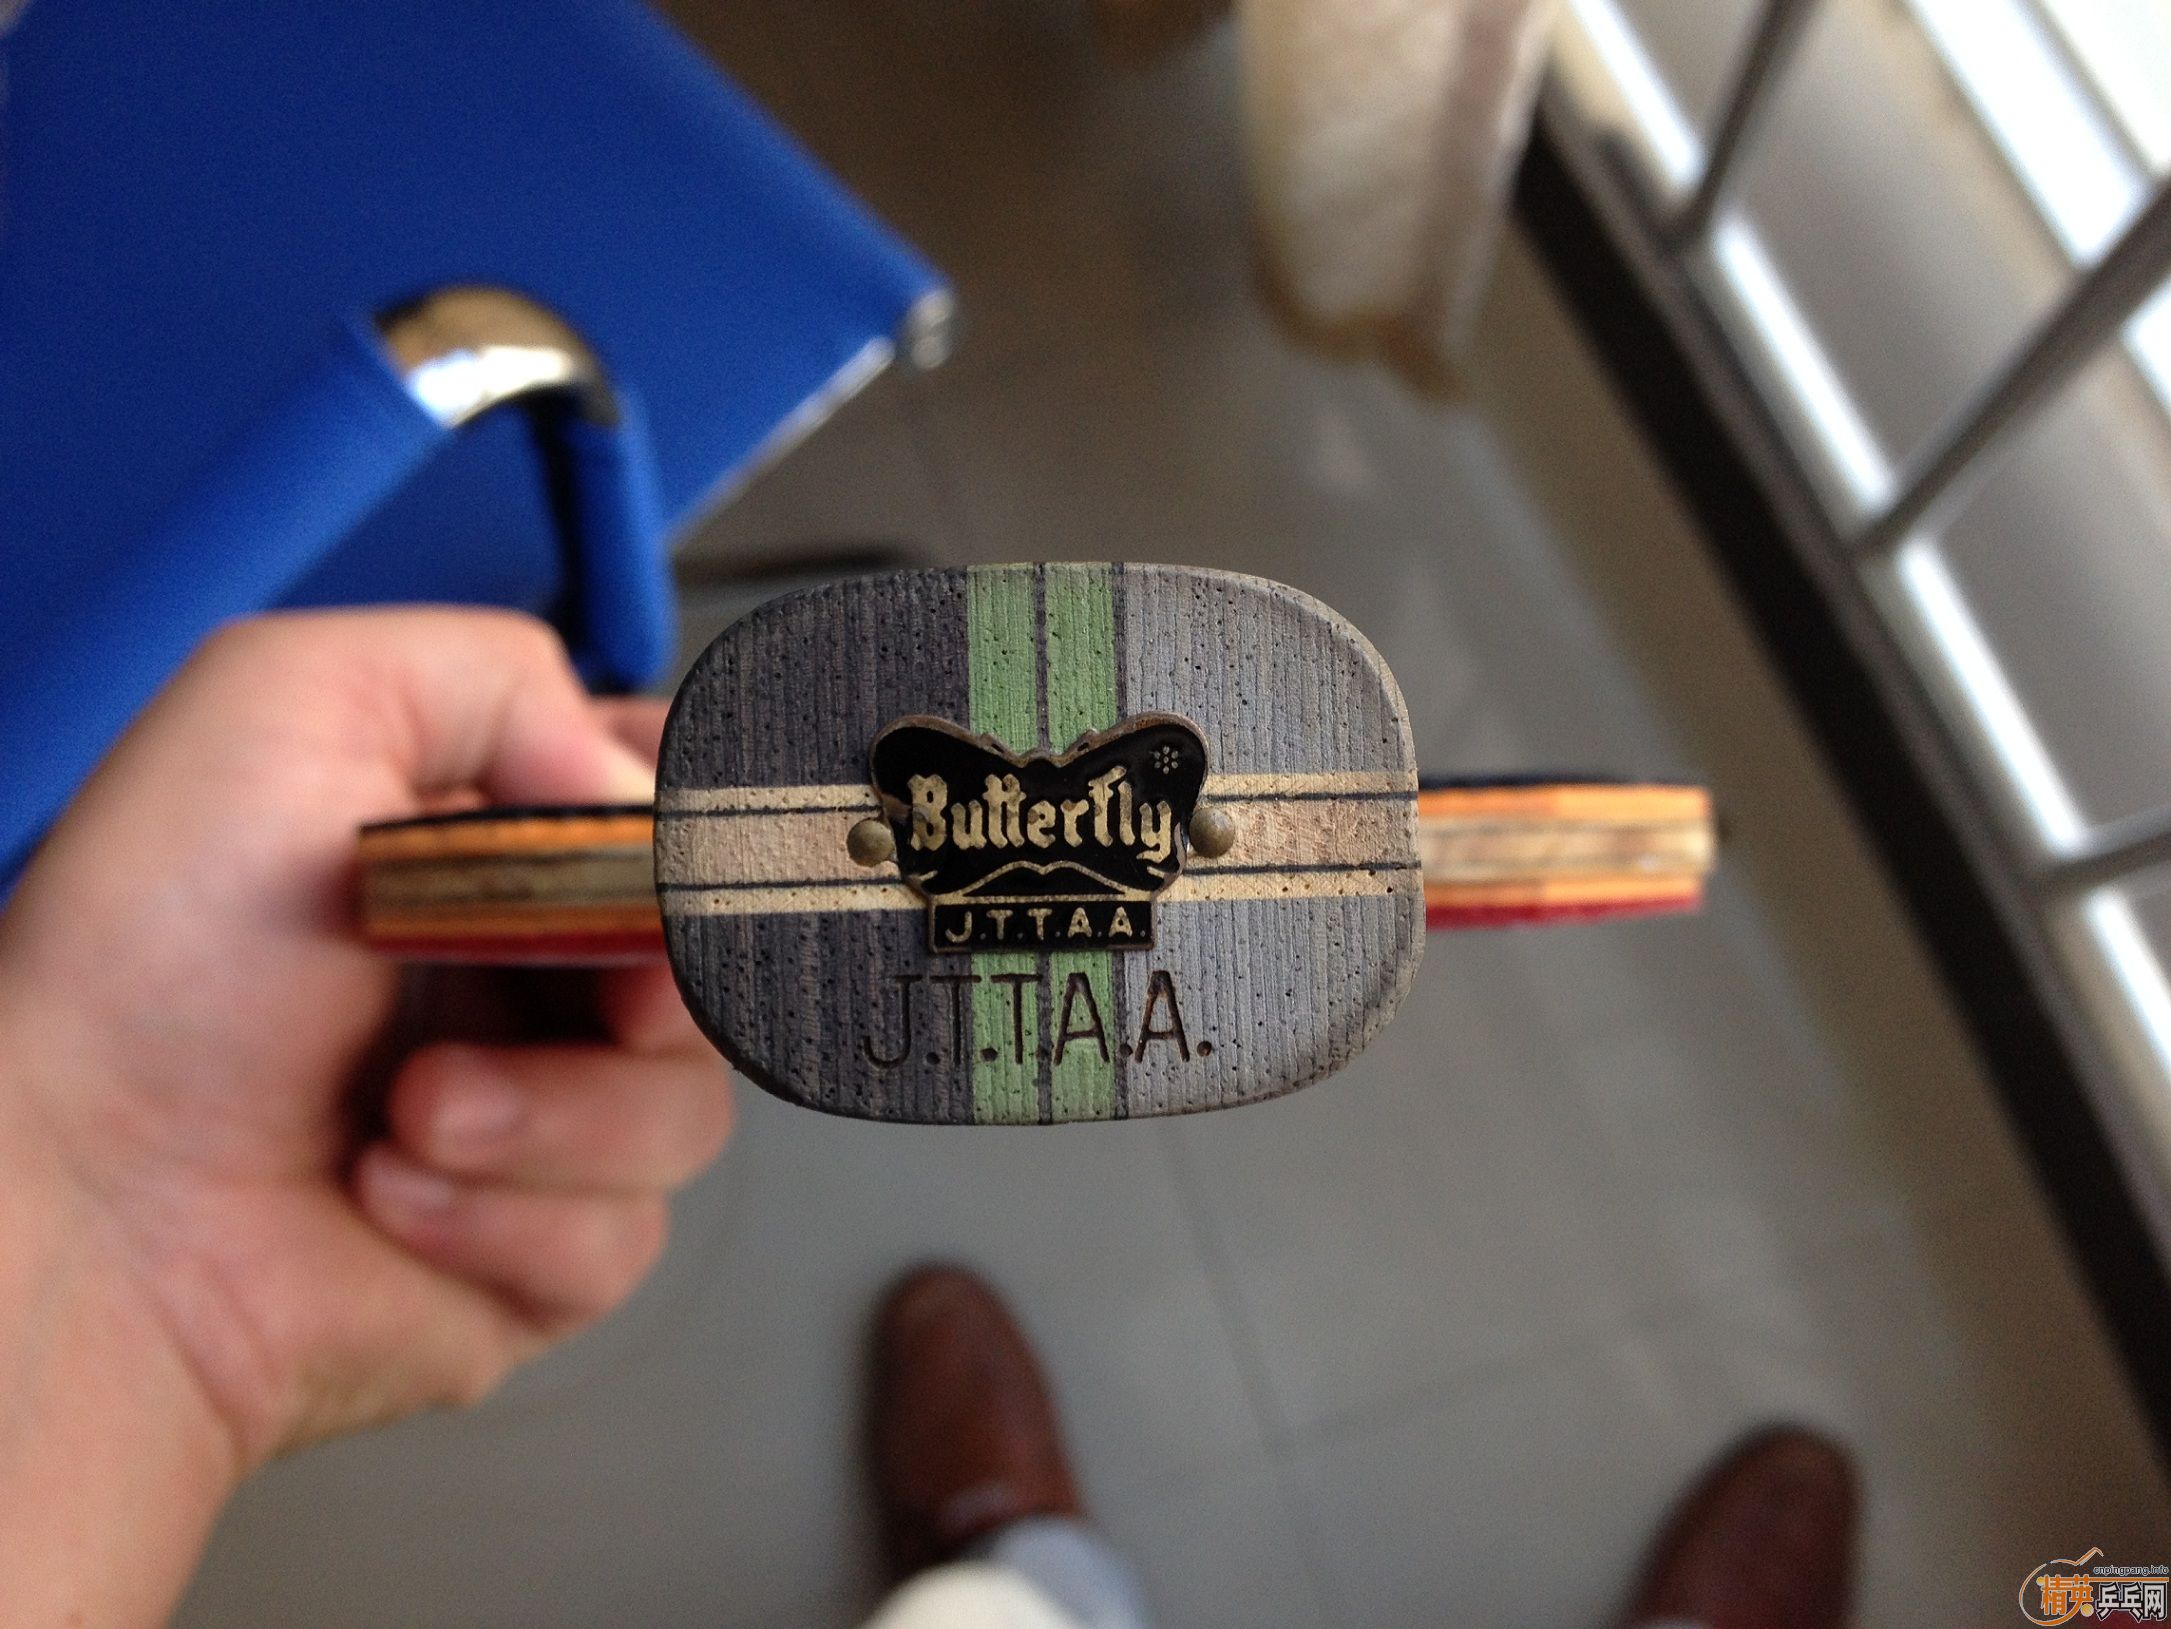 Butterfly
J.T.T.A.A.
J.T.T.A.A.
cnpingpang.info
精英乒乓网